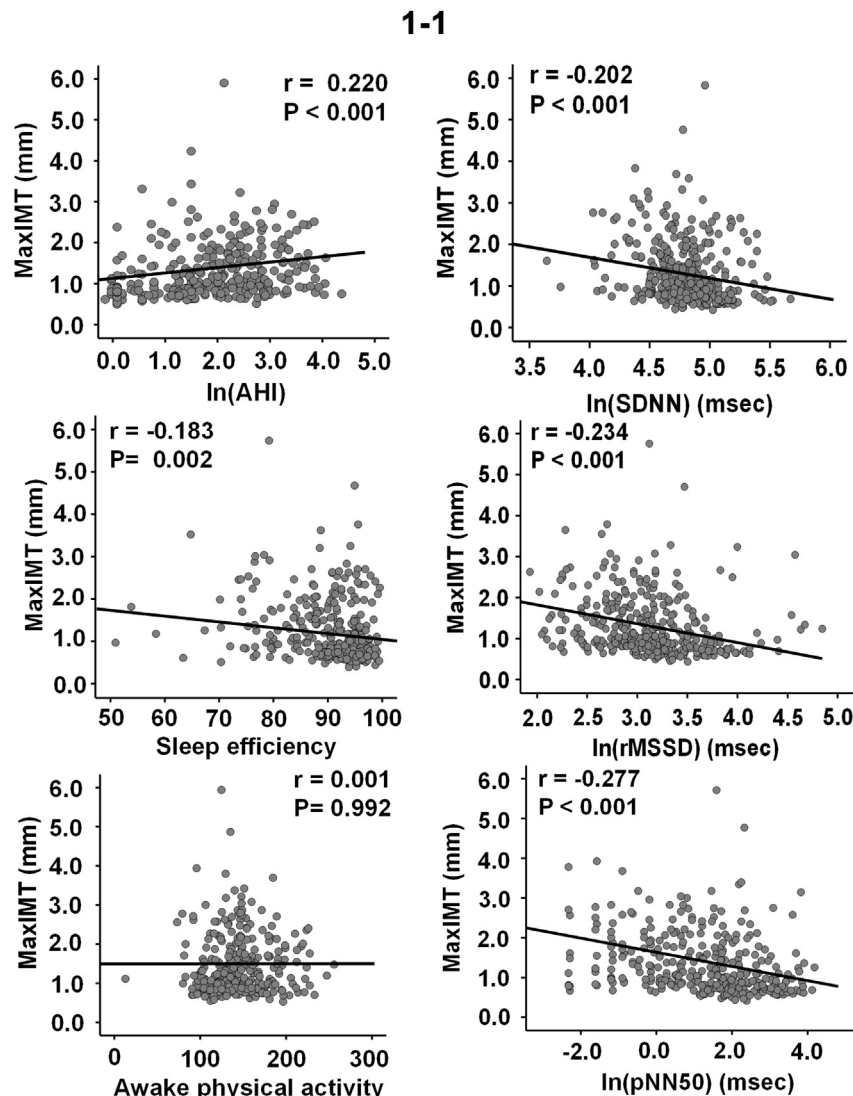 1-1
r = 0.220
P < 0.001
MaxIMT (mm)
6.0
5.0
4.0
3.0
2.0
1.0
0.0
0.0 1.0 2.0 3.0 4.0 5.0
ln(AHI)
r = -0.202
P < 0.001
MaxIMT (mm)
6.0
5.0
4.0
3.0
2.0
1.0
0.0
3.5 4.0 4.5 5.0 5.5 6.0
ln(SDNN) (msec)
r = -0.183
P= 0.002
MaxIMT (mm)
6.0
5.0
4.0
3.0
2.0
1.0
0.0
50 60 70 80 90 100
Sleep efficiency
r = -0.234
P < 0.001
MaxIMT (mm)
6.0
5.0
4.0
3.0
2.0
1.0
0.0
2.0 2.5 3.0 3.5 4.0 4.5 5.0
ln(rMSSD) (msec)
r = 0.001
P= 0.992
MaxIMT (mm)
6.0
5.0
4.0
3.0
2.0
1.0
0.0
0 100 200 300
Awake physical activity
r = -0.277
P < 0.001
MaxIMT (mm)
6.0
5.0
4.0
3.0
2.0
1.0
0.0
-2.0 0.0 2.0 4.0
ln(pNN50) (msec)